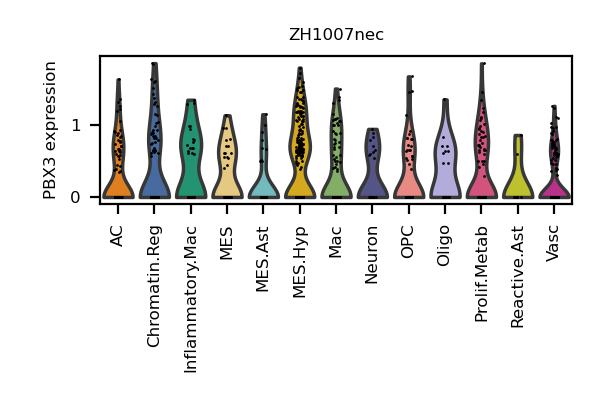 ZH1007nec
PBX3 expression
1
0
AC
Chromatin.Reg
Inflammatory.Mac
MES
MES.Ast
MES.Hyp
Mac
Neuron
OPC
Oligo
Prolif.Metab
Reactive.Ast
Vasc